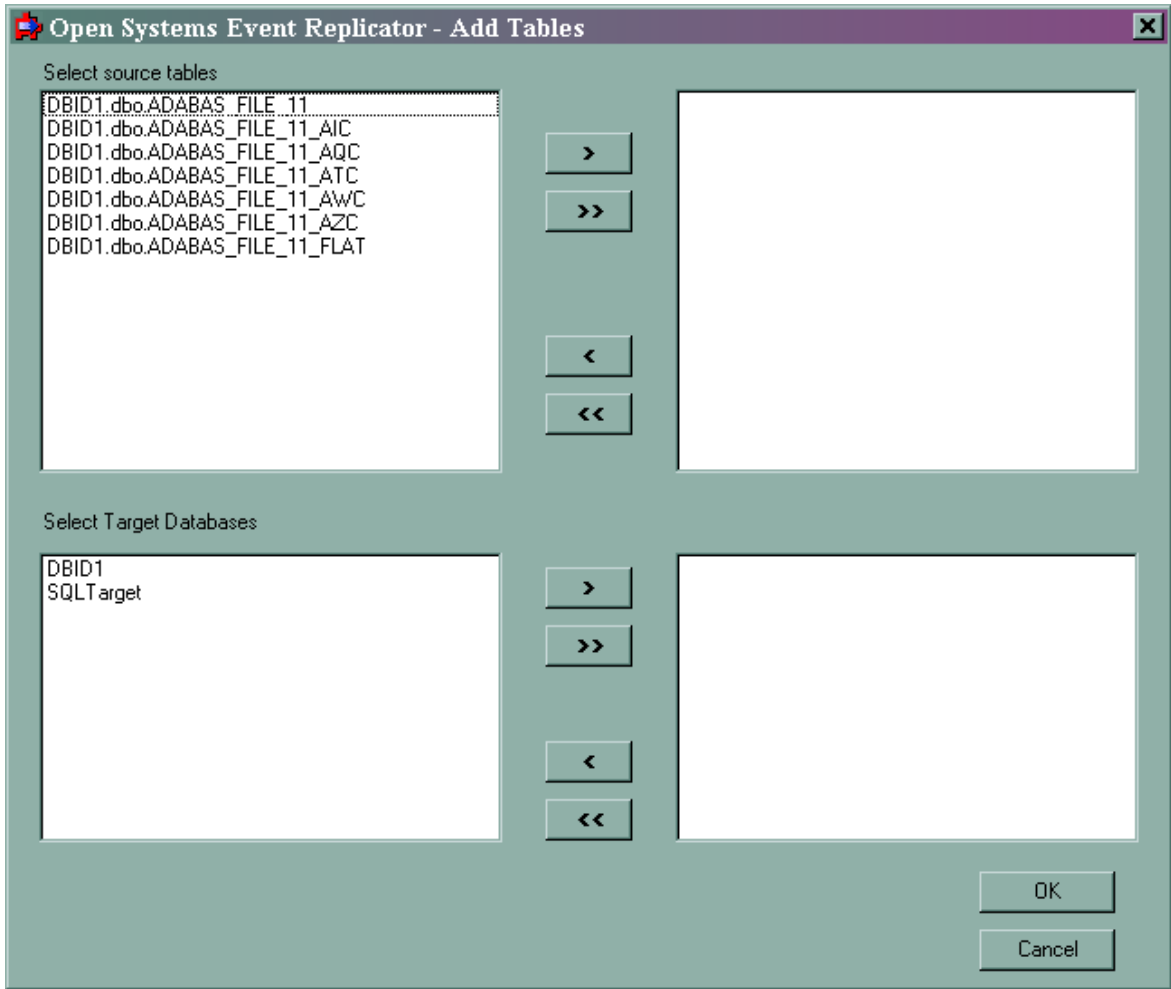 Open Systems Event Replicator - Add Tables
Select source tables
DBID1.dbo.ADABAS_FILE_11
DBID1.dbo.ADABAS_FILE_11_AIC
DBID1.dbo.ADABAS_FILE_11_AQC
DBID1.dbo.ADABAS_FILE_11_ATC
DBID1.dbo.ADABAS_FILE_11_AWC
DBID1.dbo.ADABAS_FILE_11_AZC
DBID1.dbo.ADABAS_FILE_11_FLAT
>
>>
<
<<
Select Target Databases
DBID1
SQLTarget
>
>>
<
<<
OK
Cancel